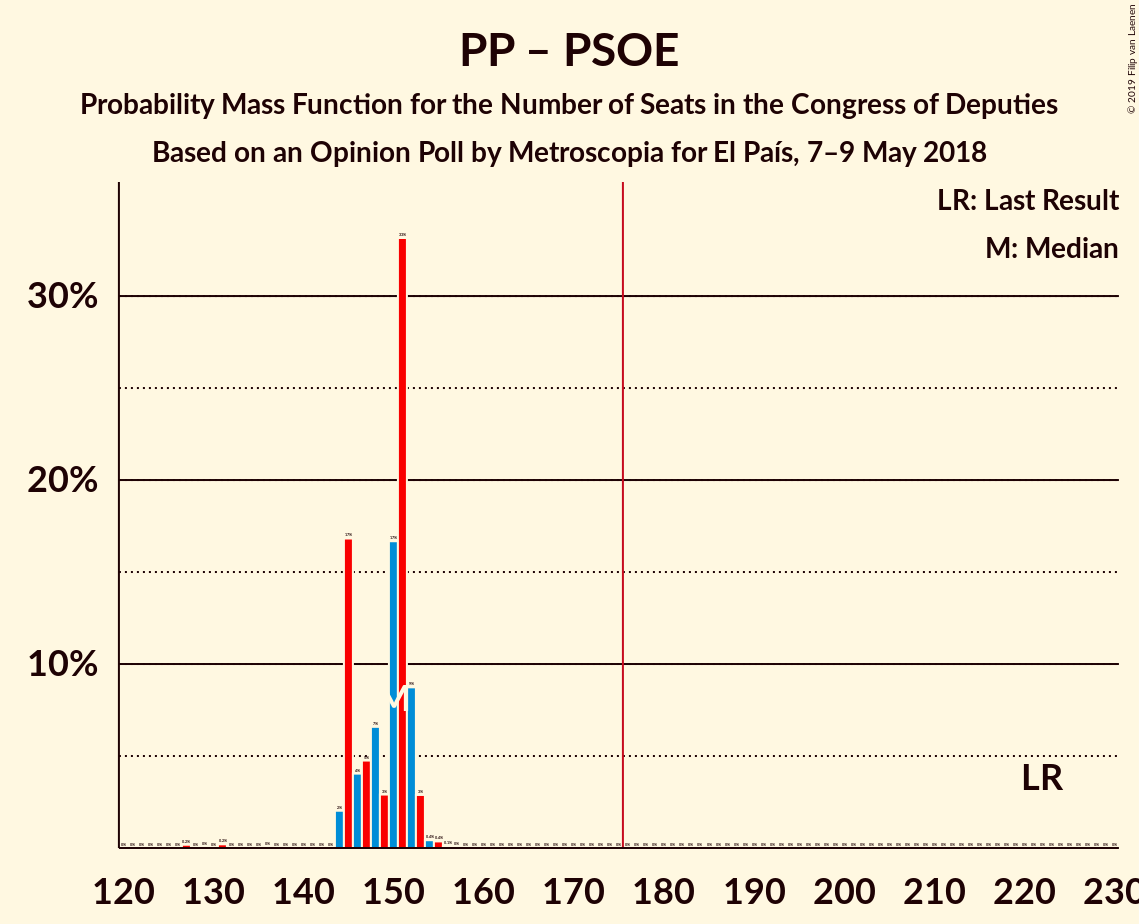 PP – PSOE
Probability Mass Function for the Number of Seats in the Congress of Deputies
Based on an Opinion Poll by Metroscopia for El País, 7–9 May 2018
© 2019 Filip van Laenen
LR: Last Result
M: Median
30%
20%
10%
M
LR
120 130 140 150 160 170 180 190 200 210 220 230